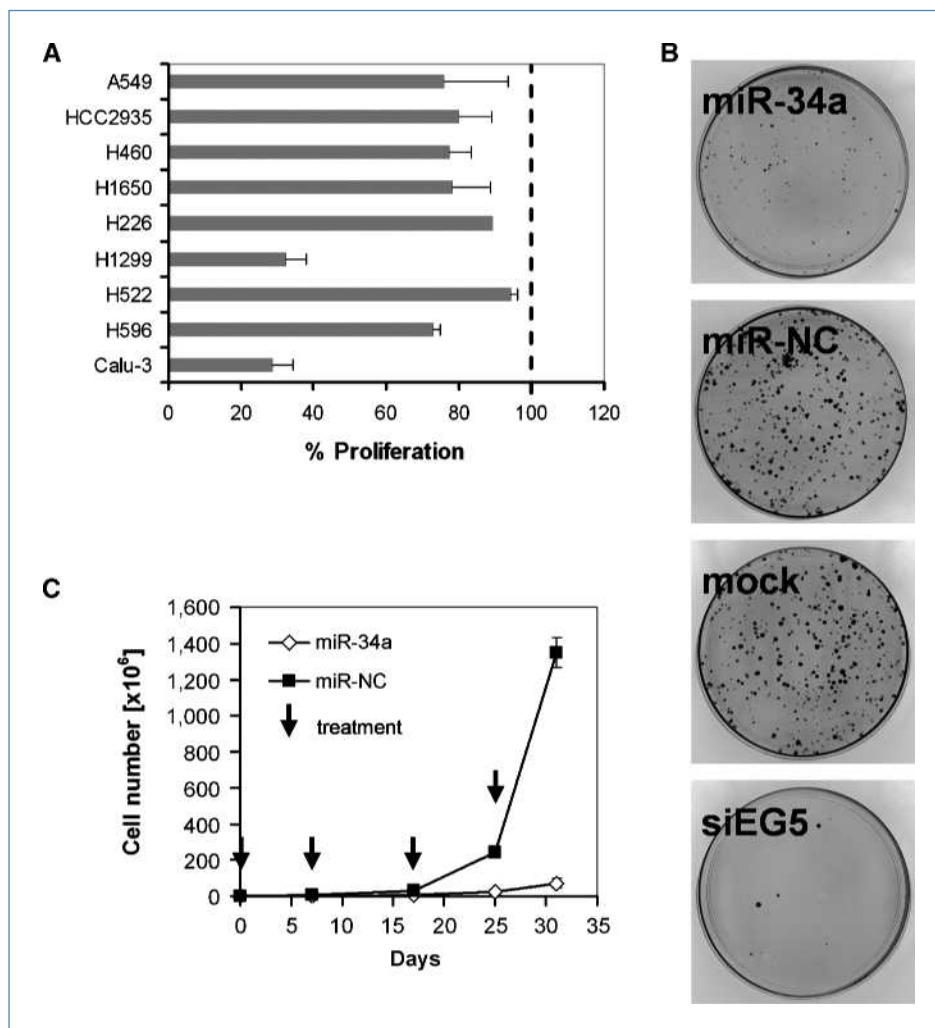 A
A549
HCC2935
H460
H1650
H226
H1299
H522
H596
Calu-3
0 20 40 60 80 100 120
% Proliferation
B
miR-34a
miR-NC
mock
siEG5
C
1,600
1,400
1,200
1,000
800
600
400
200
0
Cell number [x10⁶]
miR-34a
miR-NC
treatment
0 5 10 15 20 25 30 35
Days